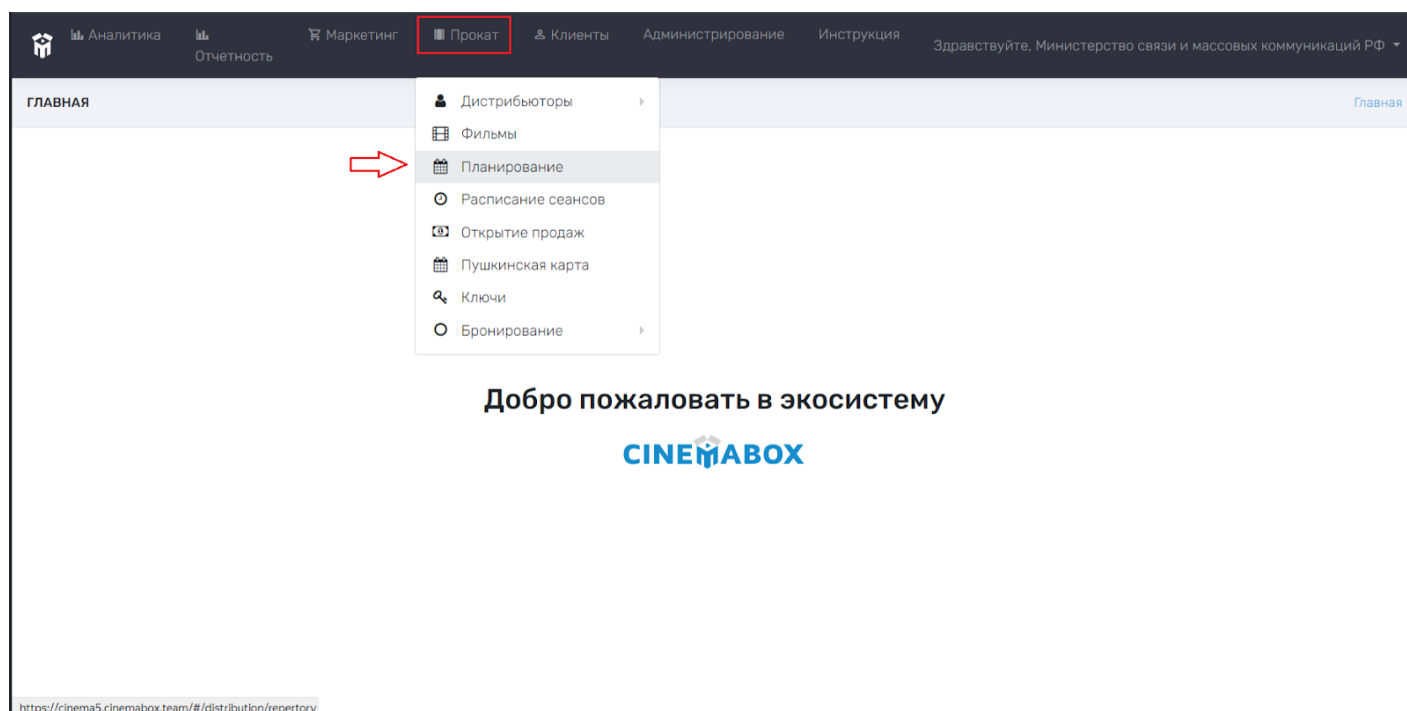 Аналитика
Отчетность
Маркетинг
Прокат
Клиенты
Администрирование
Инструкция
Здравствуйте, Министерство связи и массовых коммуникаций РФ
ГЛАВНАЯ
Главная
Дистрибьюторы
Фильмы
Планирование
Расписание сеансов
Открытие продаж
Пушкинская карта
Ключи
Бронирование
Добро пожаловать в экосистему
CINEMABOX
https://cinema5.cinemabox.team/#/distribution/repertory